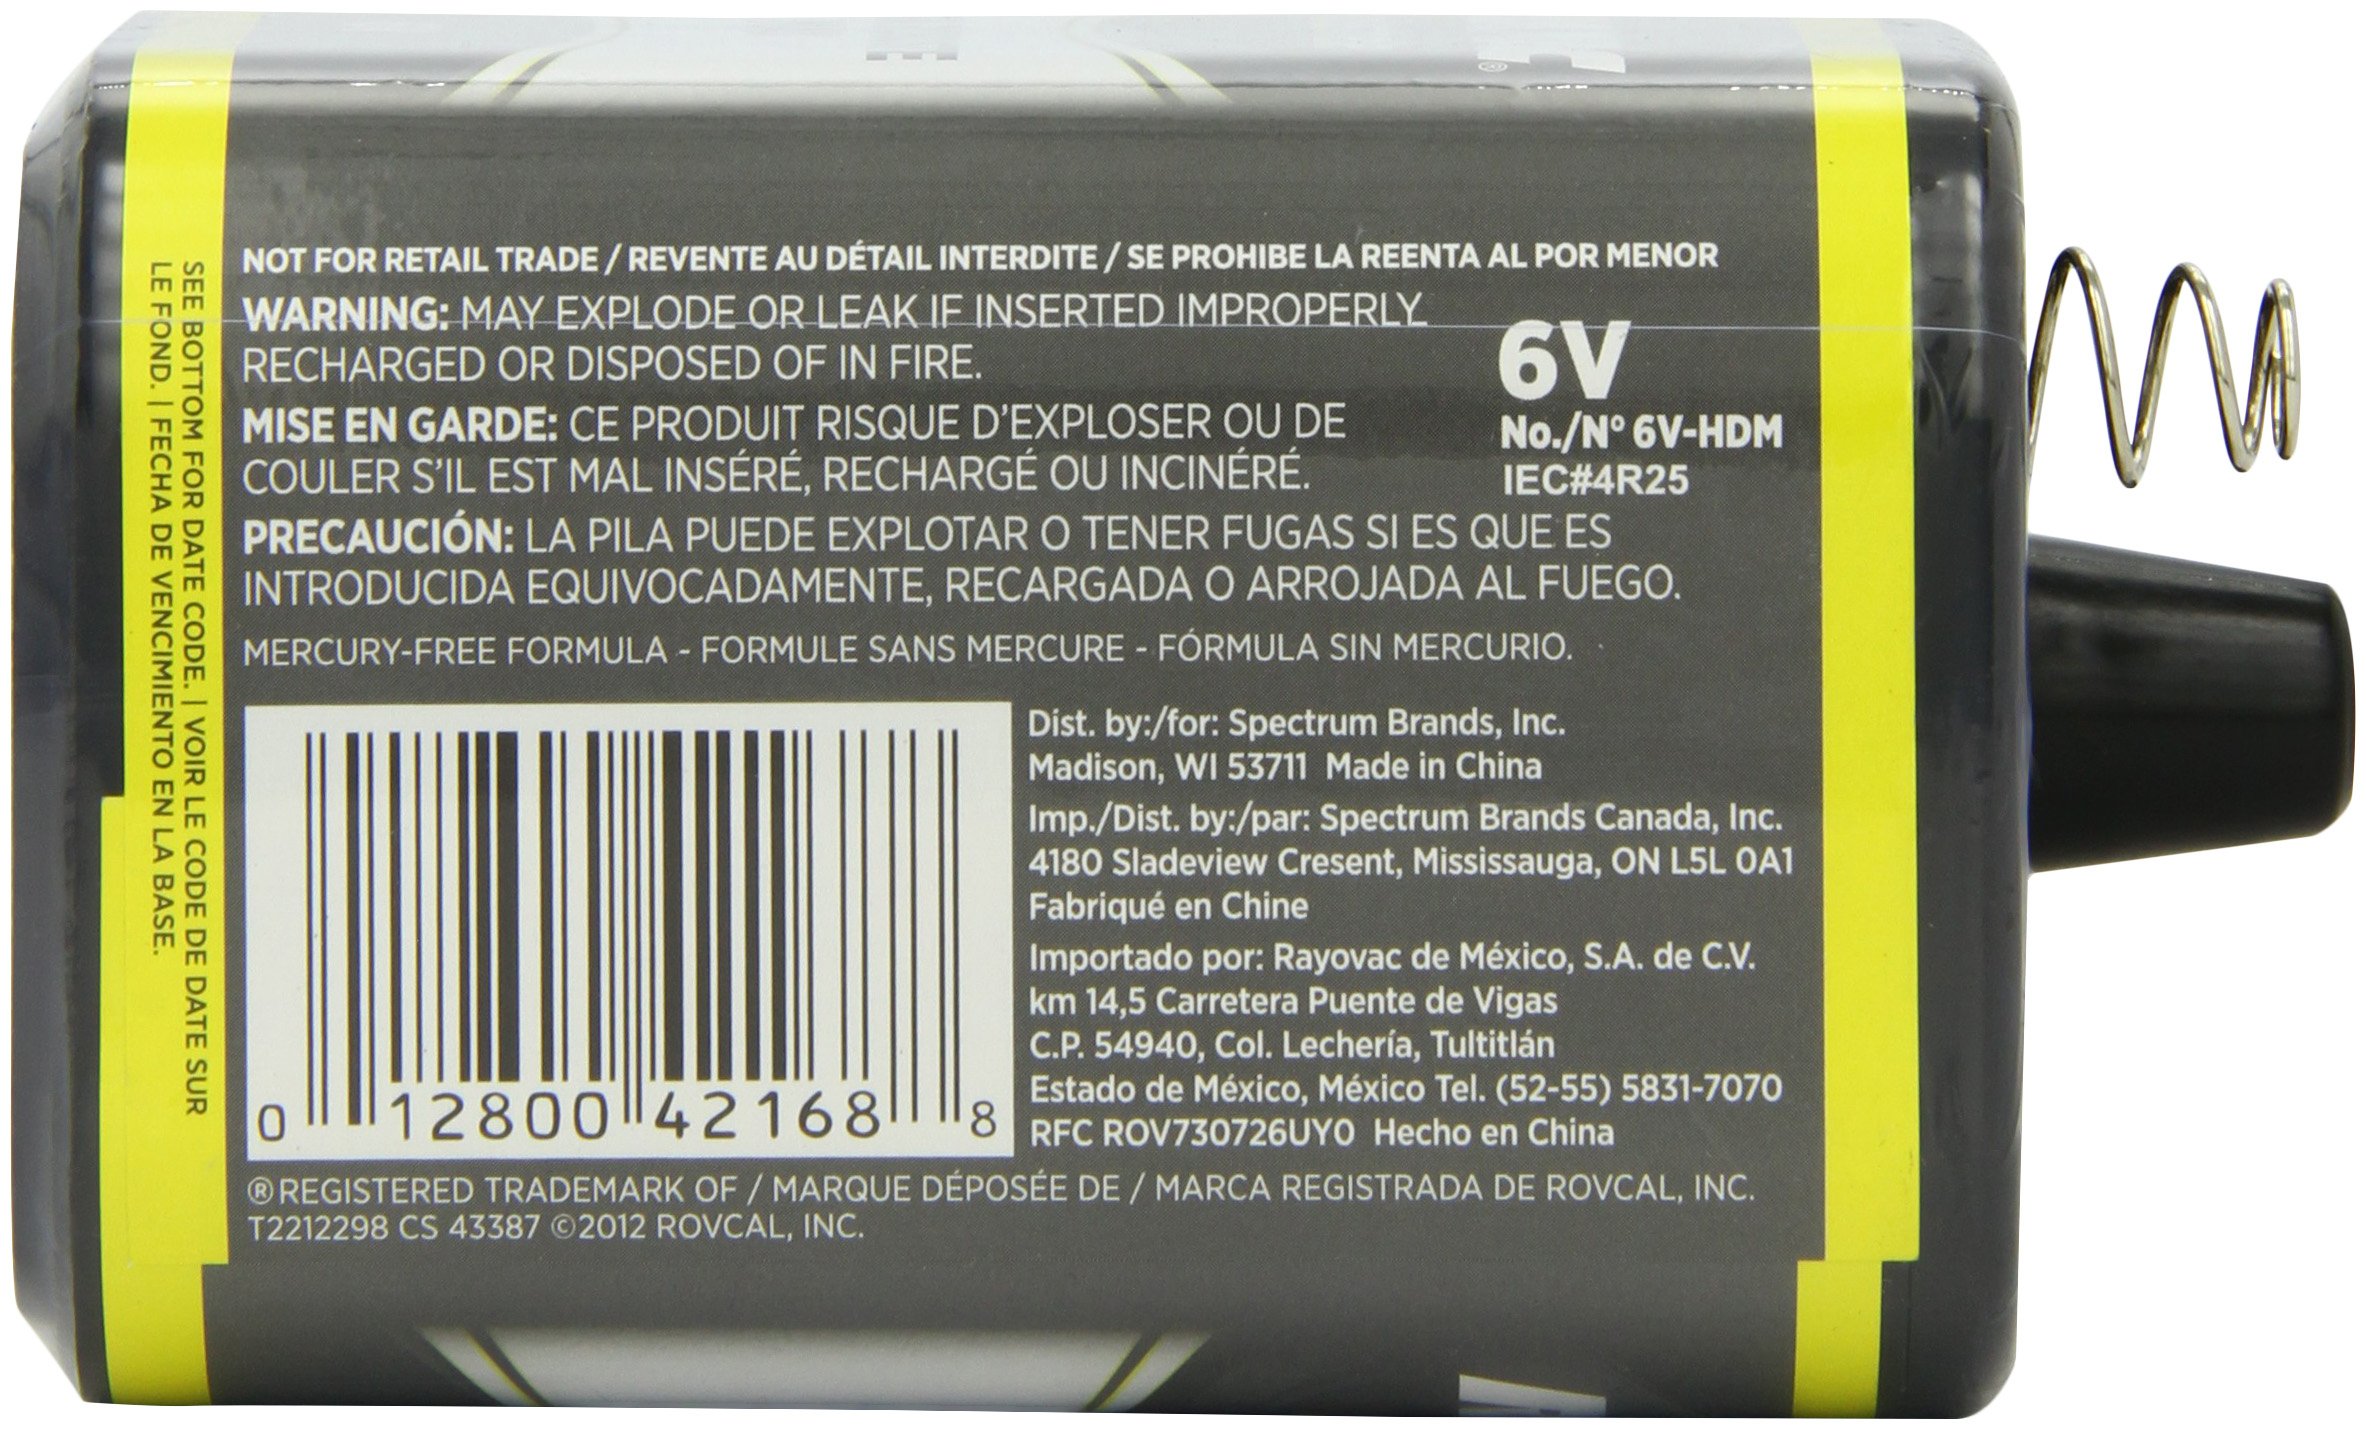 NOT FOR RETAIL TRADE / REVENTE AU DÉTAIL INTERDITE / SE PROHIBE LA REENTA AL POR MENOR
WARNING: MAY EXPLODE OR LEAK IF INSERTED IMPROPERLY.
RECHARGED OR DISPOSED OF IN FIRE.
MISE EN GARDE: CE PRODUIT RISQUE D'EXPLOSER OU DE
COULER S'IL EST MAL INSÉRÉ, RECHARGÉ OU INCINÉRÉ.
6V
No./Nº 6V-HDM
IEC#4R25
PRECAUCIÓN: LA PILA PUEDE EXPLOTAR O TENER FUGAS SI ES QUE ES
INTRODUCIDA EQUIVOCADAMENTE, RECARGADA O ARROJADA AL FUEGO.
MERCURY-FREE FORMULA - FORMULE SANS MERCURE - FÓRMULA SIN MERCURIO.
Dist. by:/for: Spectrum Brands, Inc.
Madison, WI 53711 Made in China
Imp./Dist. by:/par: Spectrum Brands Canada, Inc.
4180 Sladeview Cresent, Mississauga, ON L5L 0A1
Fabriqué en Chine
Importado por: Rayovac de México, S.A. de C.V.
km 14,5 Carretera Puente de Vigas
C.P. 54940, Col. Lechería, Tultitlán
Estado de México, México Tel. (52-55) 5831-7070
RFC ROV730726UY0 Hecho en China
0 12800 42168 8
® REGISTERED TRADEMARK OF / MARQUE DÉPOSÉE DE / MARCA REGISTRADA DE ROVCAL, INC.
T2212298 CS 43387 ©2012 ROVCAL, INC.
SEE BOTTOM FOR DATE CODE. | VOIR LE CODE DE DATE SUR
LE FOND. | FECHA DE VENCIMIENTO EN LA BASE.